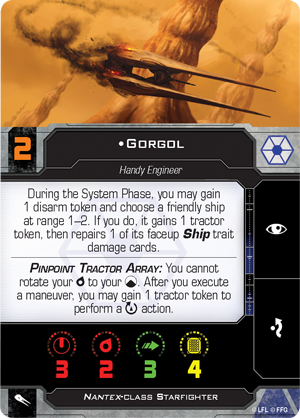 •Gorgol
2
Handy Engineer
During the System Phase, you may gain
1 disarm token and choose a friendly ship
at range 1–2. If you do, it gains 1 tractor
token, then repairs 1 of its faceup Ship trait
damage cards.
Pinpoint Tractor Array: You cannot
rotate your to your . After you execute
a maneuver, you may gain 1 tractor token to
perform a action.
3 2 3 4
Nantex-class Starfighter
© LFL © FFG